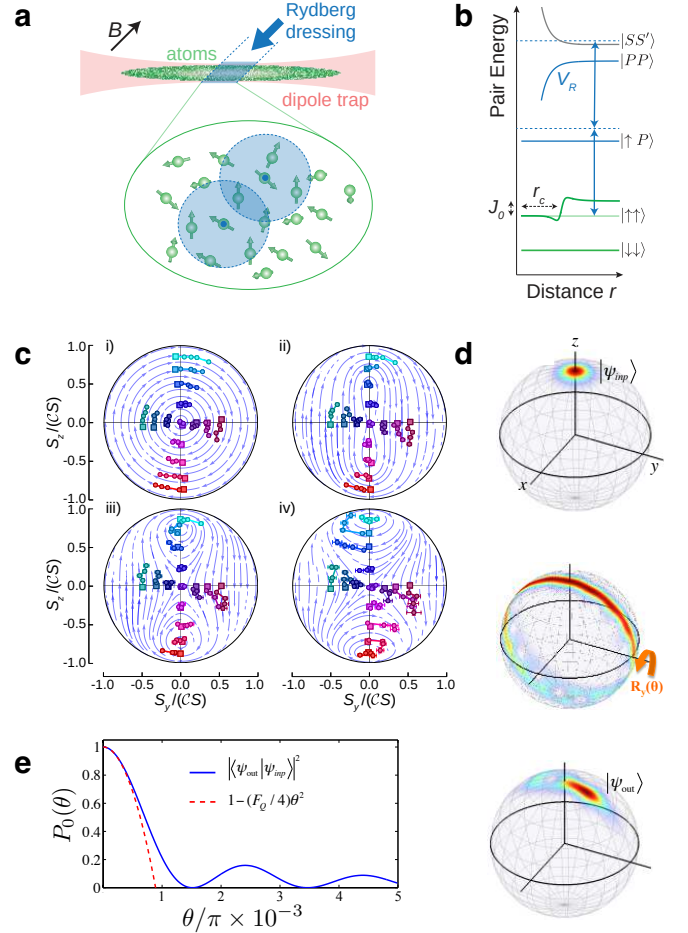 a
B
Rydberg
dressing
atoms
dipole trap
b
Pair Energy
|SS′⟩
|PP⟩
V_R
|↑ P⟩
r_c
J_0
|↑↑⟩
|↓↓⟩
Distance r
c
i)
ii)
1.0
0.5
0.0
-0.5
-1.0
S_z/(𝒞S)
iii)
iv)
1.0
0.5
0.0
-0.5
-1.0
S_z/(𝒞S)
-1.0 -0.5 0.0 0.5 1.0
-1.0 -0.5 0.0 0.5 1.0
S_y/(𝒞S)
S_y/(𝒞S)
d
z
|ψ_inp⟩
y
x
R_y(θ)
|ψ_out⟩
e
1
0.8
0.6
0.4
0.2
0
P_0(θ)
|⟨ψ_out|ψ_inp⟩|²
1−(F_Q/4)θ²
0 1 2 3 4 5
θ/π × 10⁻³